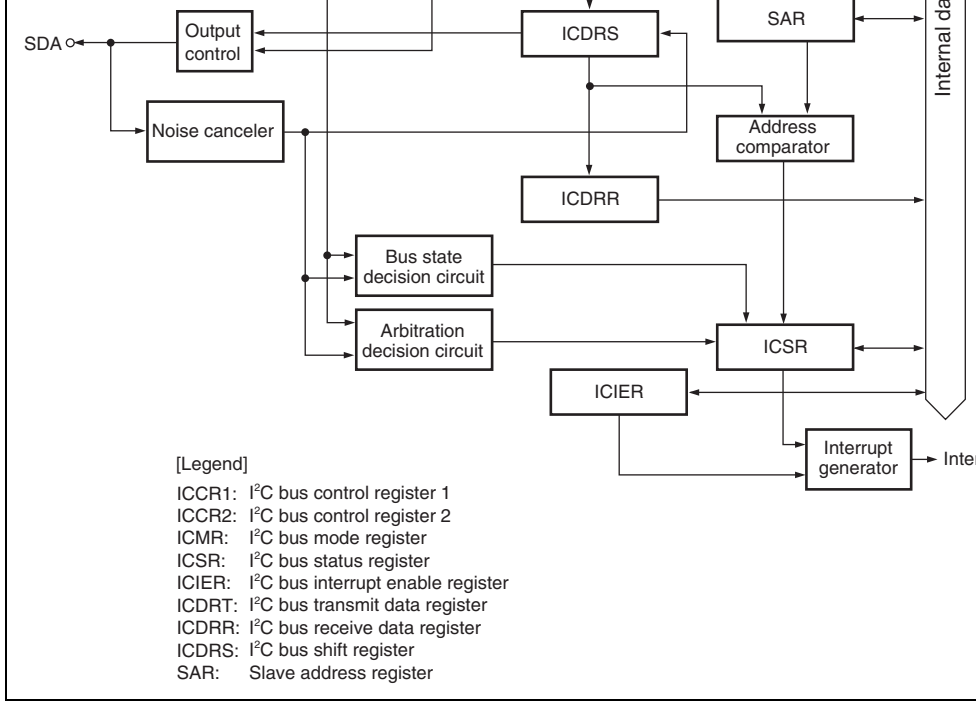 SDA
Output
control
ICDRS
SAR
Internal da
Noise canceler
Address
comparator
ICDRR
Bus state
decision circuit
Arbitration
decision circuit
ICSR
ICIER
Interrupt
generator
Inter
[Legend]
ICCR1: I²C bus control register 1
ICCR2: I²C bus control register 2
ICMR: I²C bus mode register
ICSR: I²C bus status register
ICIER: I²C bus interrupt enable register
ICDRT: I²C bus transmit data register
ICDRR: I²C bus receive data register
ICDRS: I²C bus shift register
SAR: Slave address register